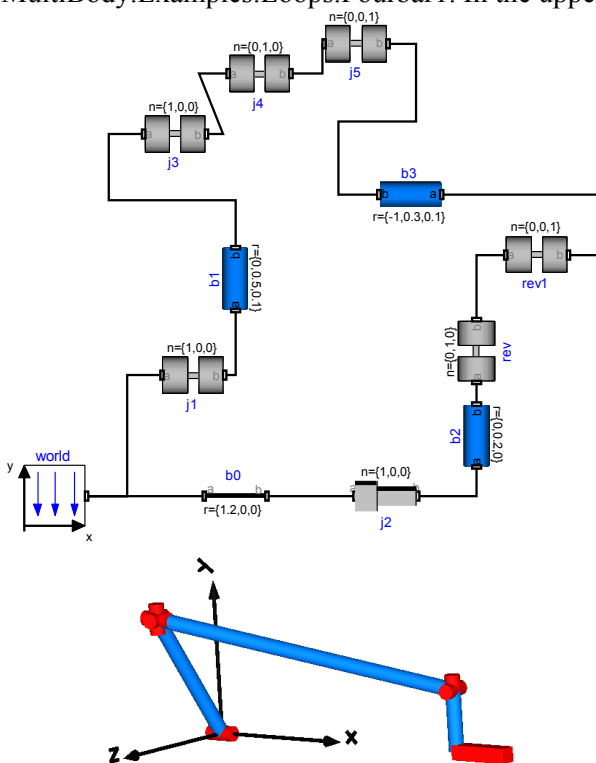 MultiBody.Examples.Loops.Fourbar1. In the upper
n={0,0,1}
a b
j5
n={0,1,0}
a b
j4
n={1,0,0}
a b
j3
b3
b a
r={-1,0.3,0.1}
n={0,0,1}
a b
rev1
b
b1
r={0,0.5,0.1}
a
b
n={0,1,0}
rev
a
n={1,0,0}
a b
j1
b
b2
r={0,0.2,0}
a
world
y
x
b0
a b
r={1.2,0,0}
n={1,0,0}
a b
j2
Y
X
Z